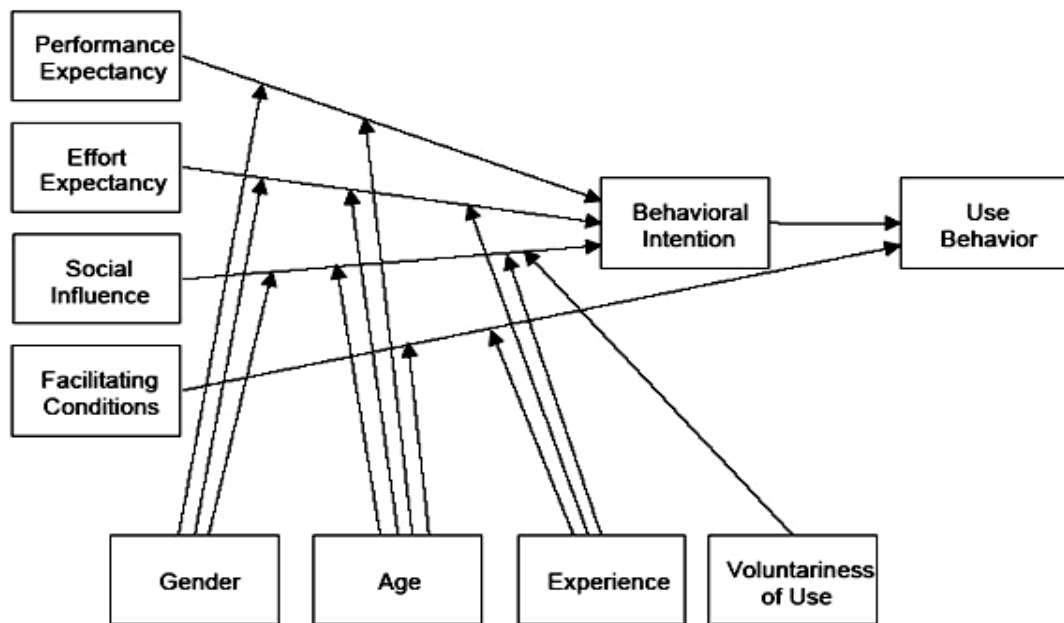 Performance
Expectancy
Effort
Expectancy
Social
Influence
Facilitating
Conditions
Behavioral
Intention
Use
Behavior
Gender
Age
Experience
Voluntariness
of Use